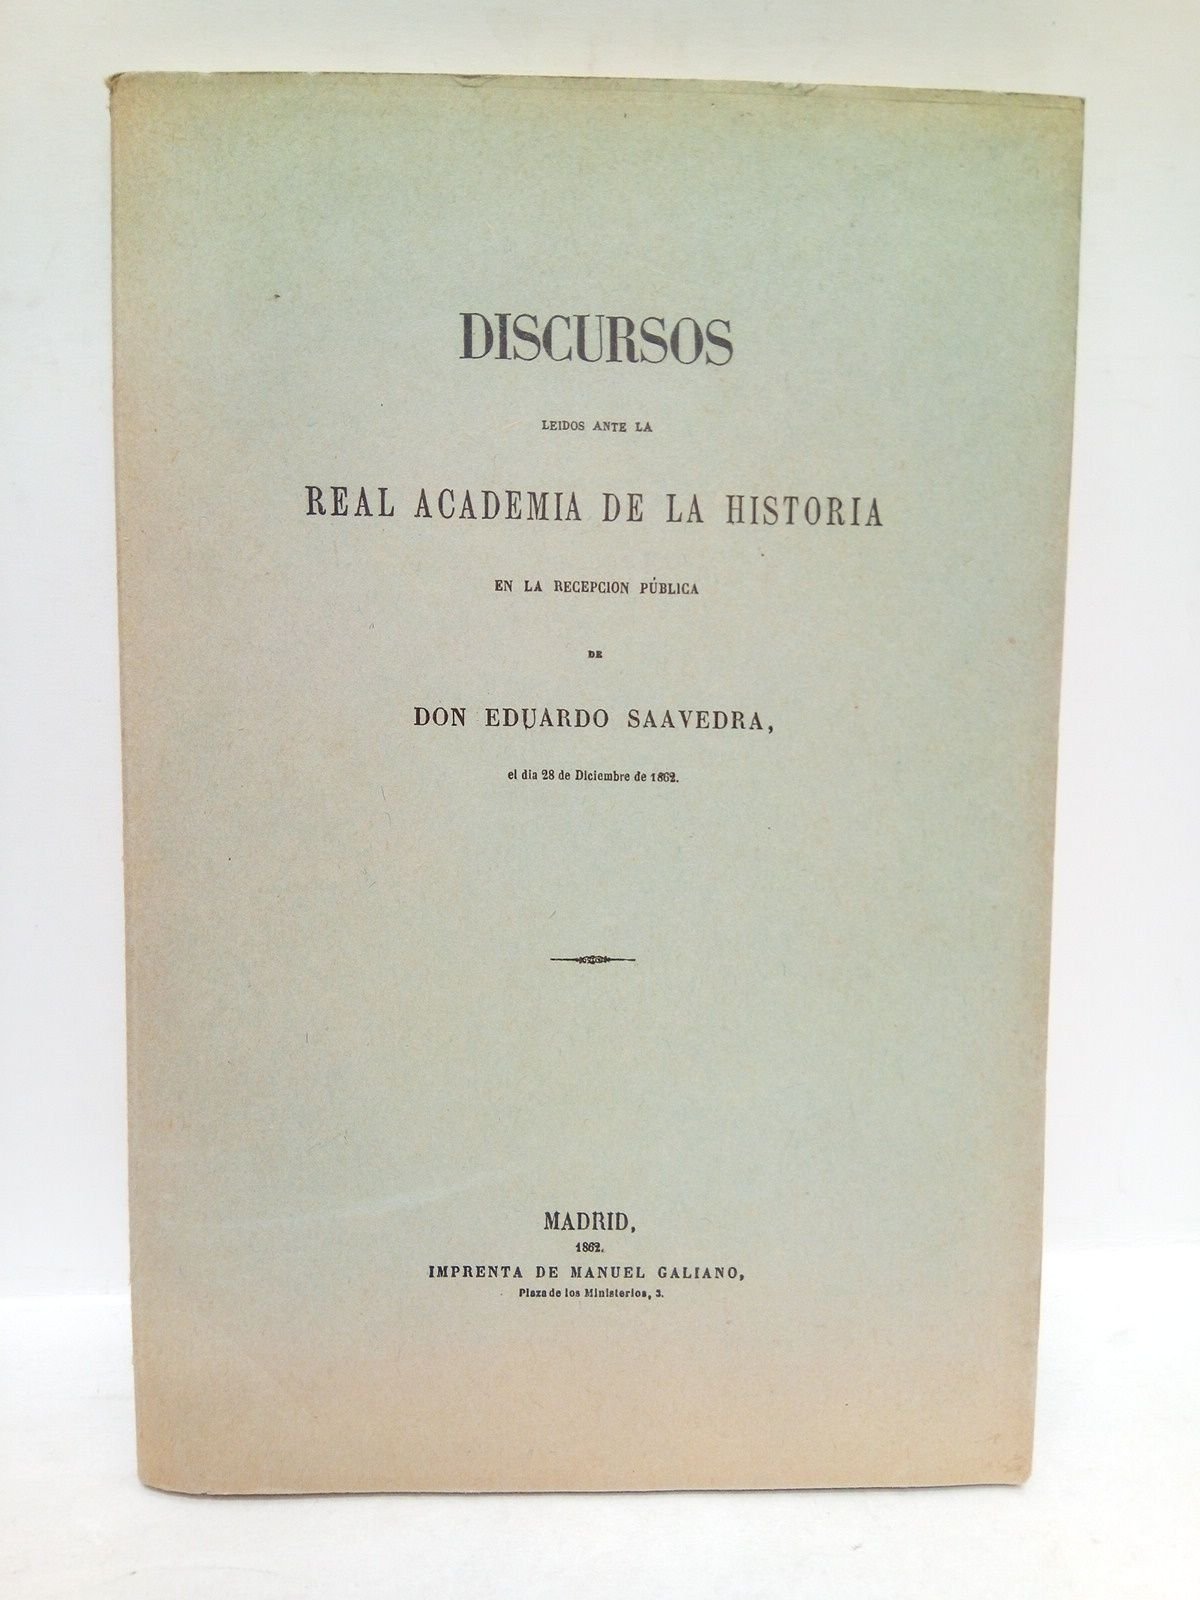 DISCURSOS
LEIDOS ANTE LA
REAL ACADEMIA DE LA HISTORIA
EN LA RECEPCION PÚBLICA
DE
DON EDUARDO SAAVEDRA,
el dia 28 de Diciembre de 1862.
MADRID,
1862.
IMPRENTA DE MANUEL GALIANO,
Plaza de los Ministerios, 3.